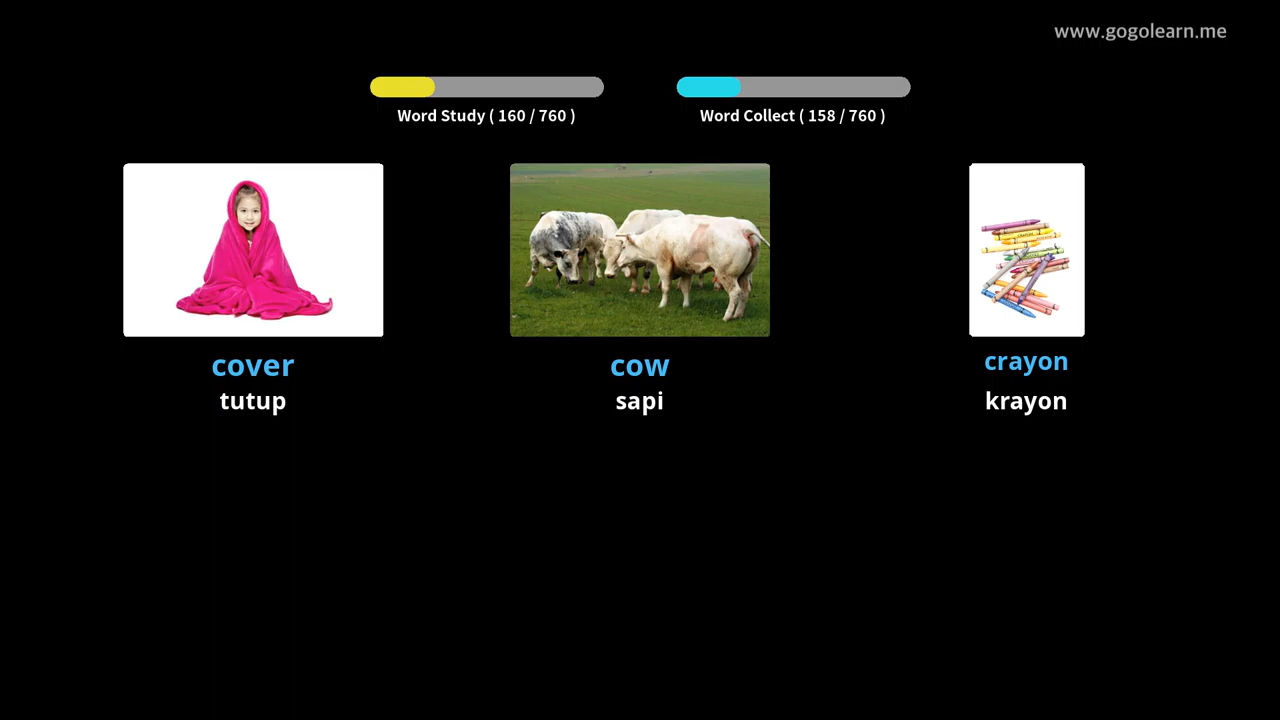 www.gogolearn.me
Word Study ( 160 / 760 )
Word Collect ( 158 / 760 )
cover
tutup
cow
sapi
crayon
krayon